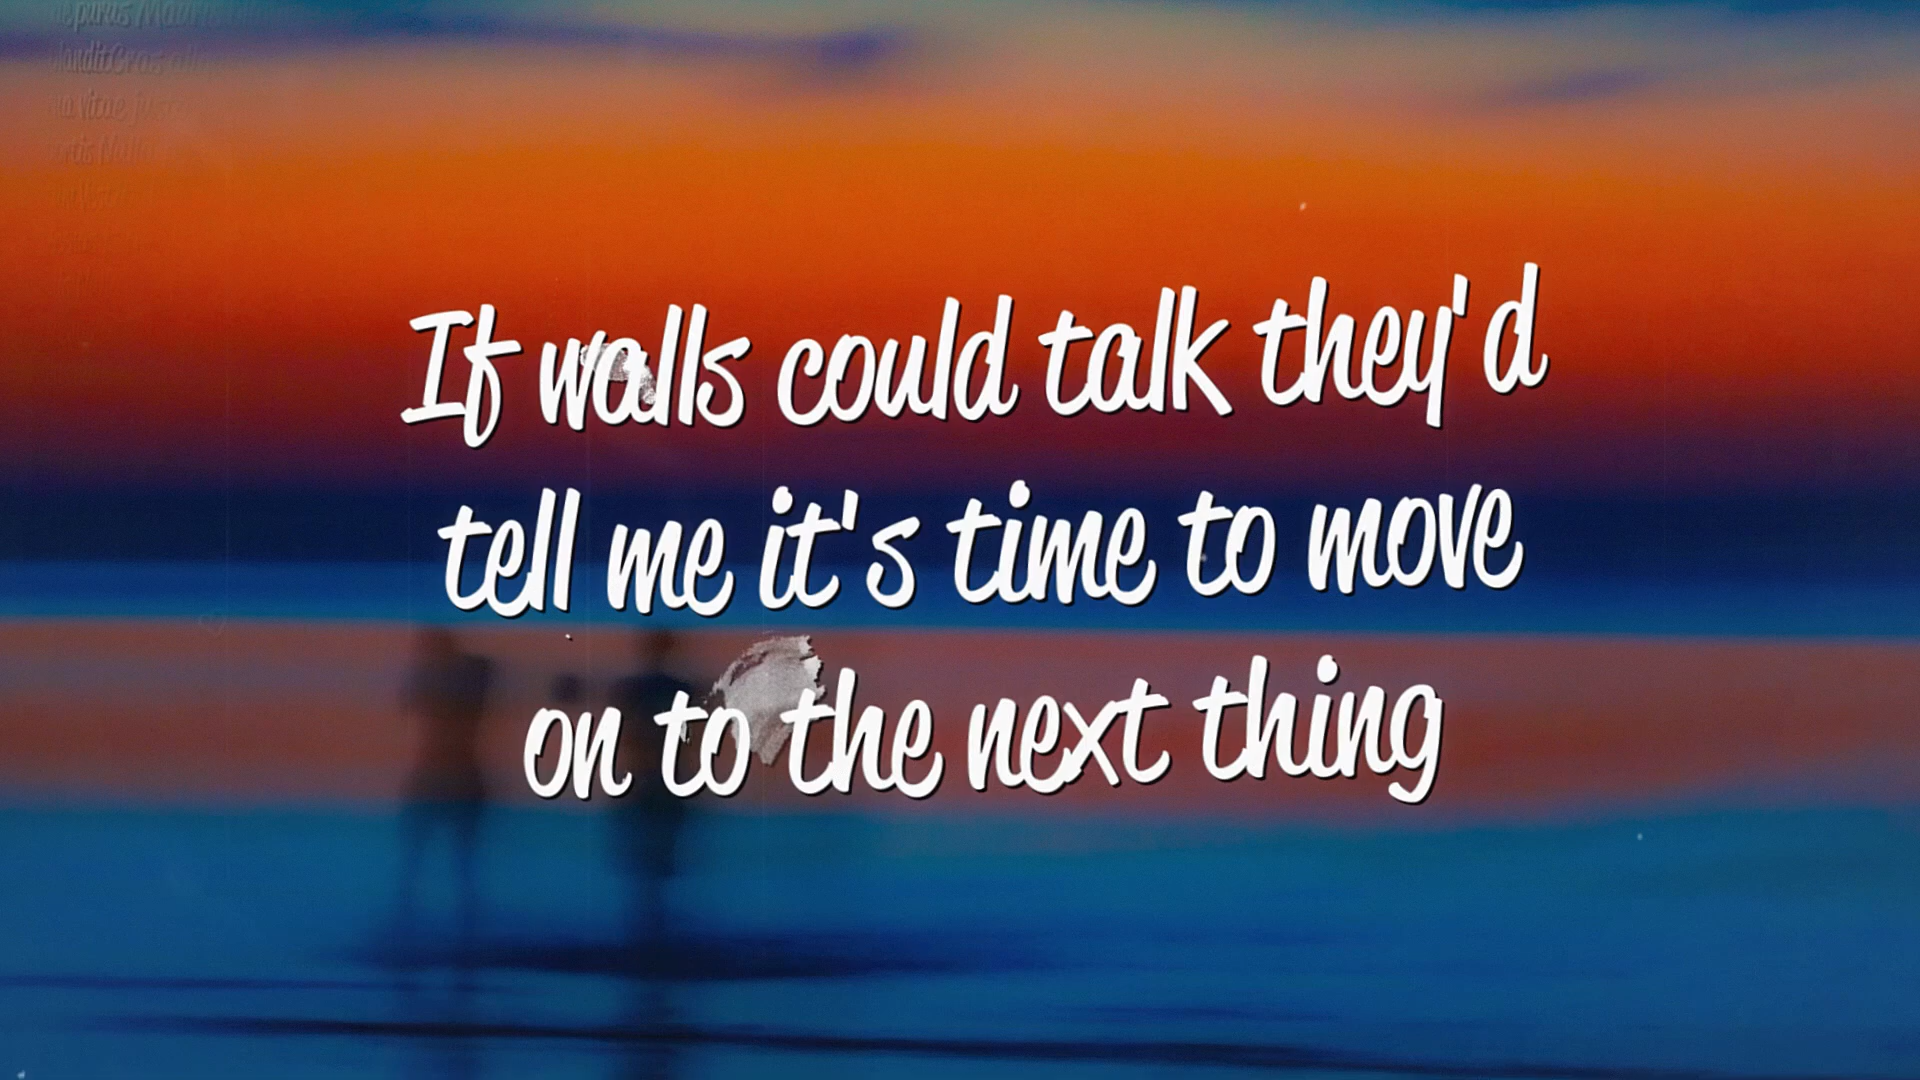 If walls could talk they'd
tell me it's time to move
on to the next thing